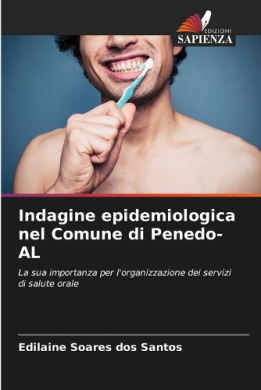 EDIZIONI
SAPIENZA
Indagine epidemiologica
nel Comune di Penedo-
AL
La sua importanza per l'organizzazione dei servizi
di salute orale
Edilaine Soares dos Santos